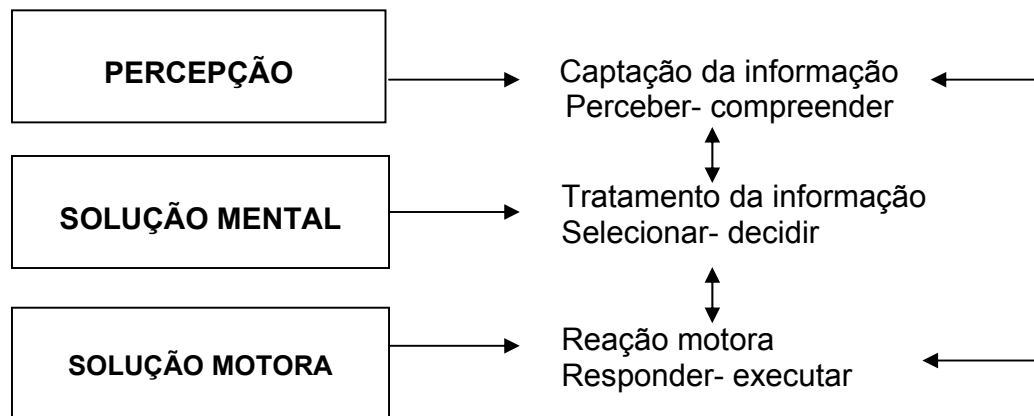 PERCEPÇÃO
Captação da informação
Perceber- compreender
SOLUÇÃO MENTAL
Tratamento da informação
Selecionar- decidir
SOLUÇÃO MOTORA
Reação motora
Responder- executar